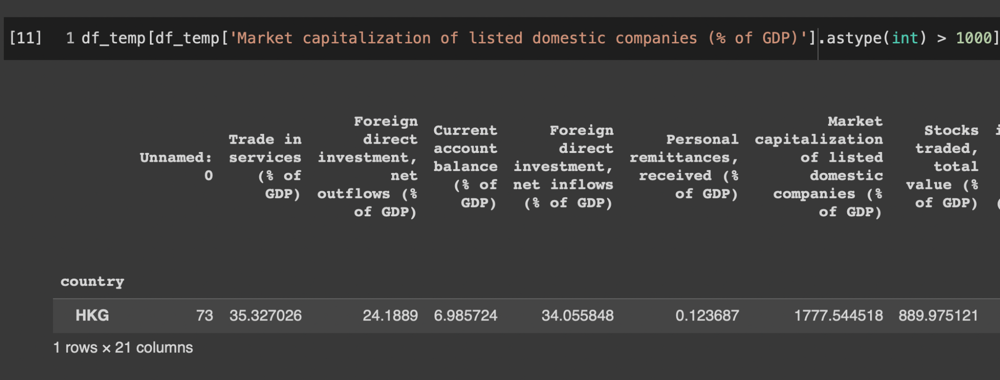 [11] 1 df_temp[df_temp['Market capitalization of listed domestic companies (% of GDP)'].astype(int) > 1000]
Unnamed: 0
Trade in services (% of GDP)
Foreign direct investment, net outflows (% of GDP)
Current account balance (% of GDP)
Foreign direct investment, net inflows (% of GDP)
Personal remittances, received (% of GDP)
Market capitalization of listed domestic companies (% of GDP)
Stocks traded, total value (% of GDP)
country
HKG 73 35.327026 24.1889 6.985724 34.055848 0.123687 1777.544518 889.975121
1 rows × 21 columns